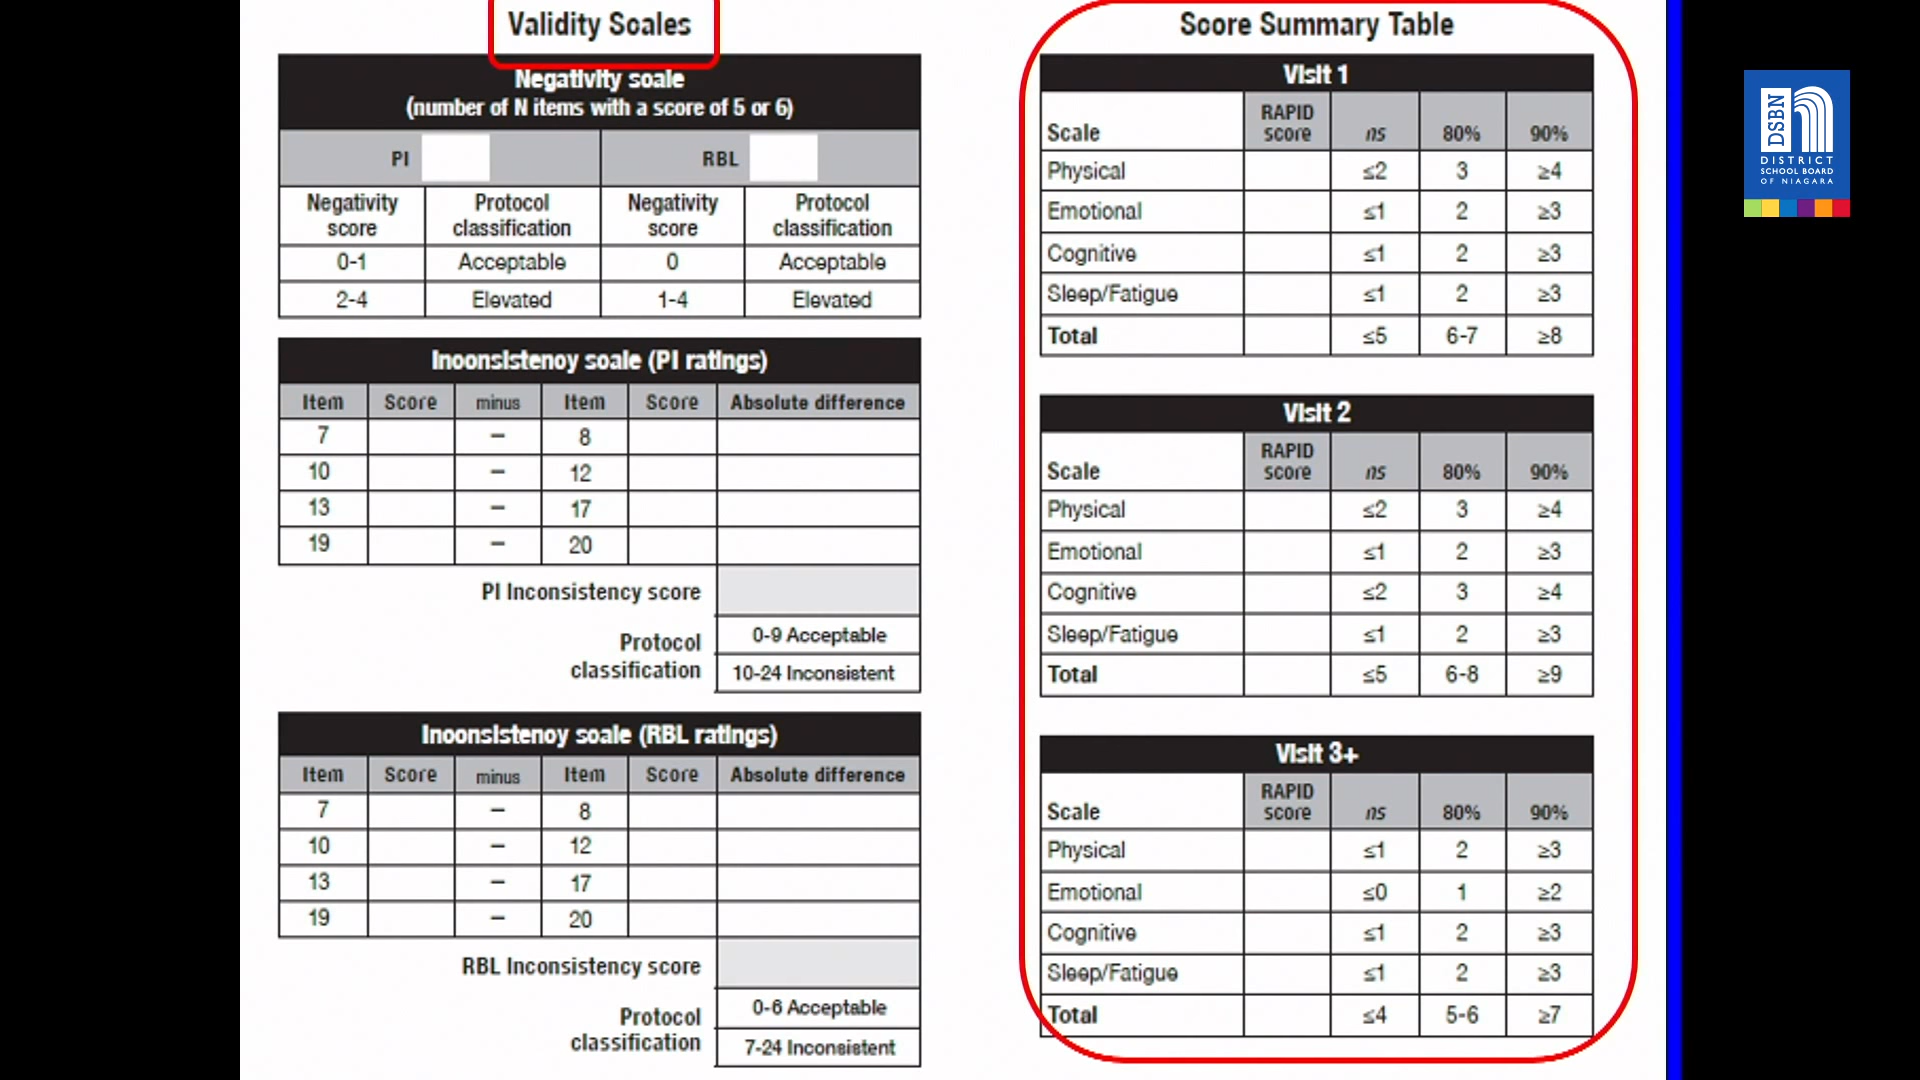 Validity Scales
Negativity scale
(number of N items with a score of 5 or 6)
PI RBL
Negativity score Protocol classification Negativity score Protocol classification
0-1 Acceptable 0 Acceptable
2-4 Elevated 1-4 Elevated
Inconsistency scale (PI ratings)
Item Score minus Item Score Absolute difference
7 – 8
10 – 12
13 – 17
19 – 20
PI Inconsistency score
Protocol classification
0-9 Acceptable
10-24 Inconsistent
Inconsistency scale (RBL ratings)
Item Score minus Item Score Absolute difference
7 – 8
10 – 12
13 – 17
19 – 20
RBL Inconsistency score
Protocol classification
0-6 Acceptable
7-24 Inconsistent
Score Summary Table
Visit 1
Scale RAPID score ns 80% 90%
Physical ≤2 3 ≥4
Emotional ≤1 2 ≥3
Cognitive ≤1 2 ≥3
Sleep/Fatigue ≤1 2 ≥3
Total ≤5 6-7 ≥8
Visit 2
Scale RAPID score ns 80% 90%
Physical ≤2 3 ≥4
Emotional ≤1 2 ≥3
Cognitive ≤2 3 ≥4
Sleep/Fatigue ≤1 2 ≥3
Total ≤5 6-8 ≥9
Visit 3+
Scale RAPID score ns 80% 90%
Physical ≤1 2 ≥3
Emotional ≤0 1 ≥2
Cognitive ≤1 2 ≥3
Sleep/Fatigue ≤1 2 ≥3
Total ≤4 5-6 ≥7
DSBN
DISTRICT
SCHOOL BOARD
OF NIAGARA